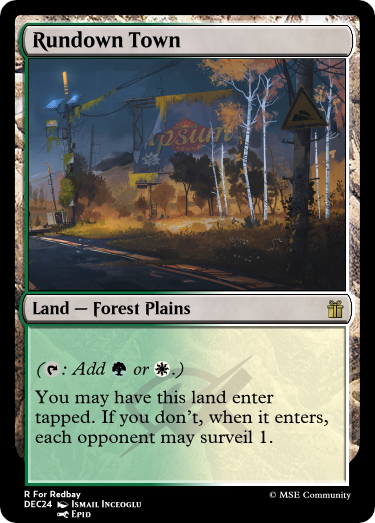 Rundown Town
ipsum
Land — Forest Plains
(: Add or .)
You may have this land enter
tapped. If you don't, when it enters,
each opponent may surveil 1.
R For Redbay
DEC24 Ismail Inceoglu
Epid
© MSE Community